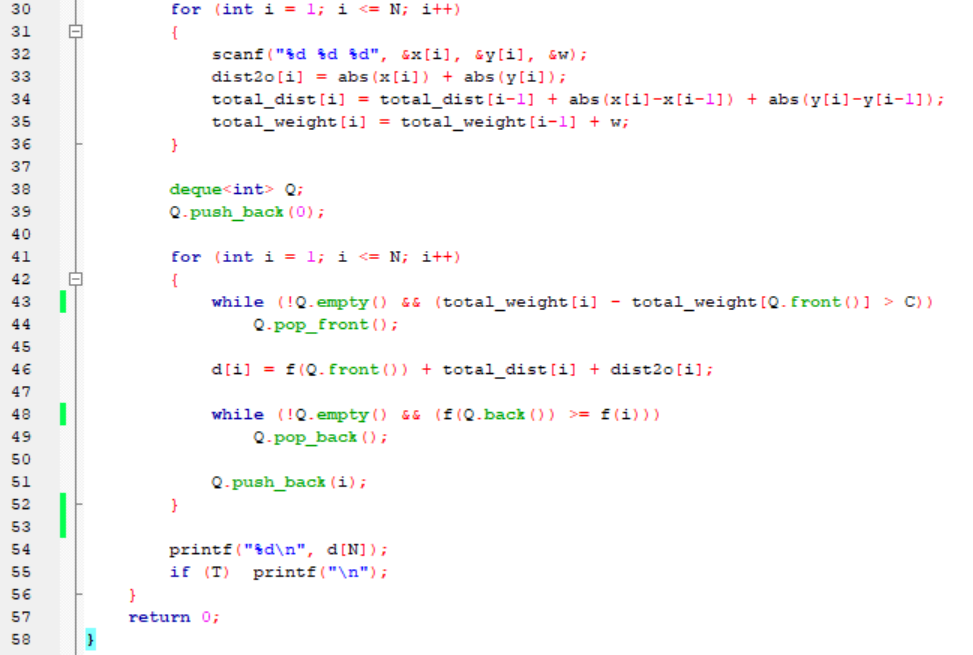 30 for (int i = 1; i <= N; i++)
31 {
32 scanf("%d %d %d", &x[i], &y[i], &w);
33 dist2o[i] = abs(x[i]) + abs(y[i]);
34 total_dist[i] = total_dist[i-1] + abs(x[i]-x[i-1]) + abs(y[i]-y[i-1]);
35 total_weight[i] = total_weight[i-1] + w;
36 }
37
38 deque<int> Q;
39 Q.push_back(0);
40
41 for (int i = 1; i <= N; i++)
42 {
43 while (!Q.empty() && (total_weight[i] - total_weight[Q.front()] > C))
44 Q.pop_front();
45
46 d[i] = f(Q.front()) + total_dist[i] + dist2o[i];
47
48 while (!Q.empty() && (f(Q.back()) >= f(i)))
49 Q.pop_back();
50
51 Q.push_back(i);
52 }
53
54 printf("%d\n", d[N]);
55 if (T)  printf("\n");
56 }
57 return 0;
58 }